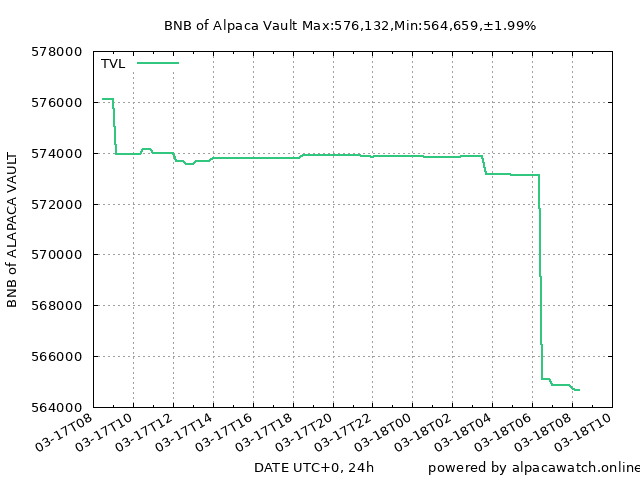 BNB of Alpaca Vault Max:576,132,Min:564,659,±1.99%
TVL
578000
576000
574000
572000
570000
568000
566000
564000
BNB of ALAPACA VAULT
03-17T08
03-17T10
03-17T12
03-17T14
03-17T16
03-17T18
03-17T20
03-17T22
03-18T00
03-18T02
03-18T04
03-18T06
03-18T08
03-18T10
DATE UTC+0, 24h
powered by alpacawatch.online